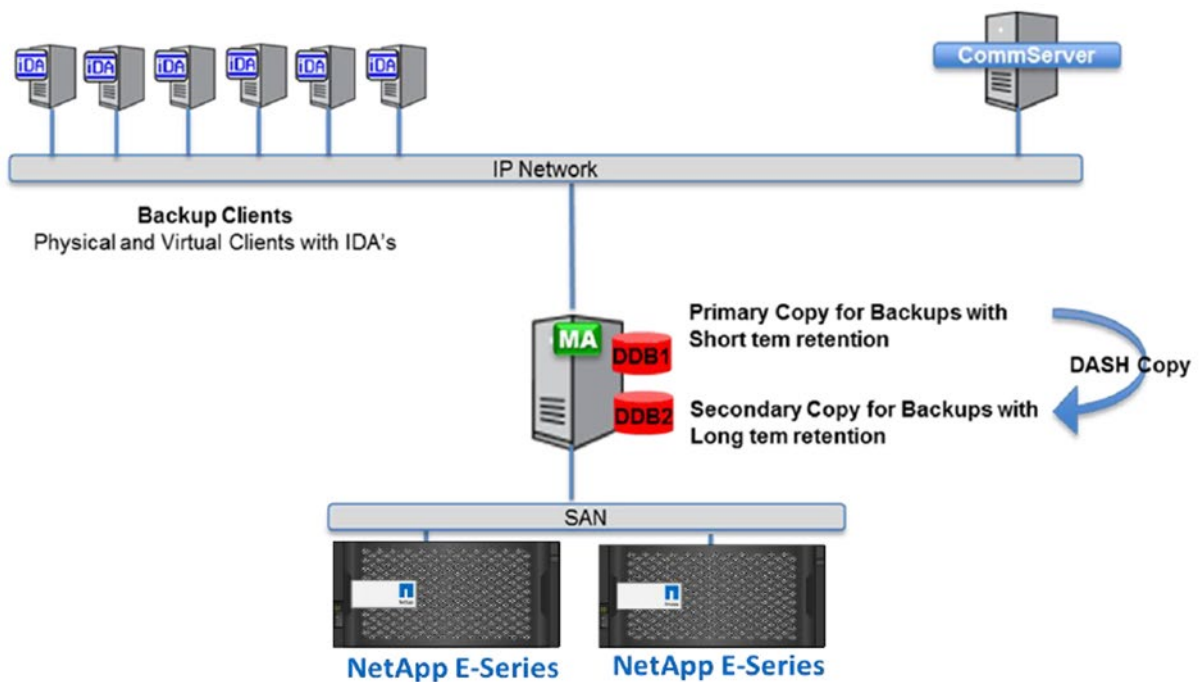 iDA iDA iDA iDA iDA iDA
CommServer
IP Network
Backup Clients
Physical and Virtual Clients with IDA's
MA
DDB1
Primary Copy for Backups with
Short tem retention
DASH Copy
DDB2
Secondary Copy for Backups with
Long tem retention
SAN
NetApp E-Series
NetApp E-Series